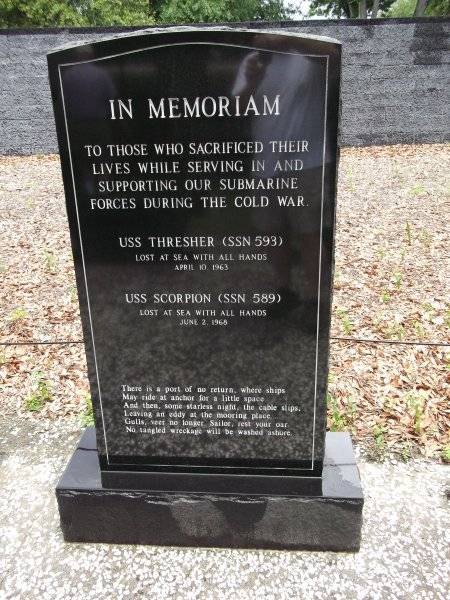 IN MEMORIAM
TO THOSE WHO SACRIFICED THEIR
LIVES WHILE SERVING IN AND
SUPPORTING OUR SUBMARINE
FORCES DURING THE COLD WAR.
USS THRESHER (SSN 593)
LOST AT SEA WITH ALL HANDS
APRIL 10, 1963
USS SCORPION (SSN 589)
LOST AT SEA WITH ALL HANDS
JUNE 2, 1968
There is a port of no return, where ships
May ride at anchor for a little space
And then, some starless night, the cable slips,
Leaving an eddy at the mooring place...
Gulls, veer no longer. Sailor, rest your oar.
No tangled wreckage will be washed ashore.